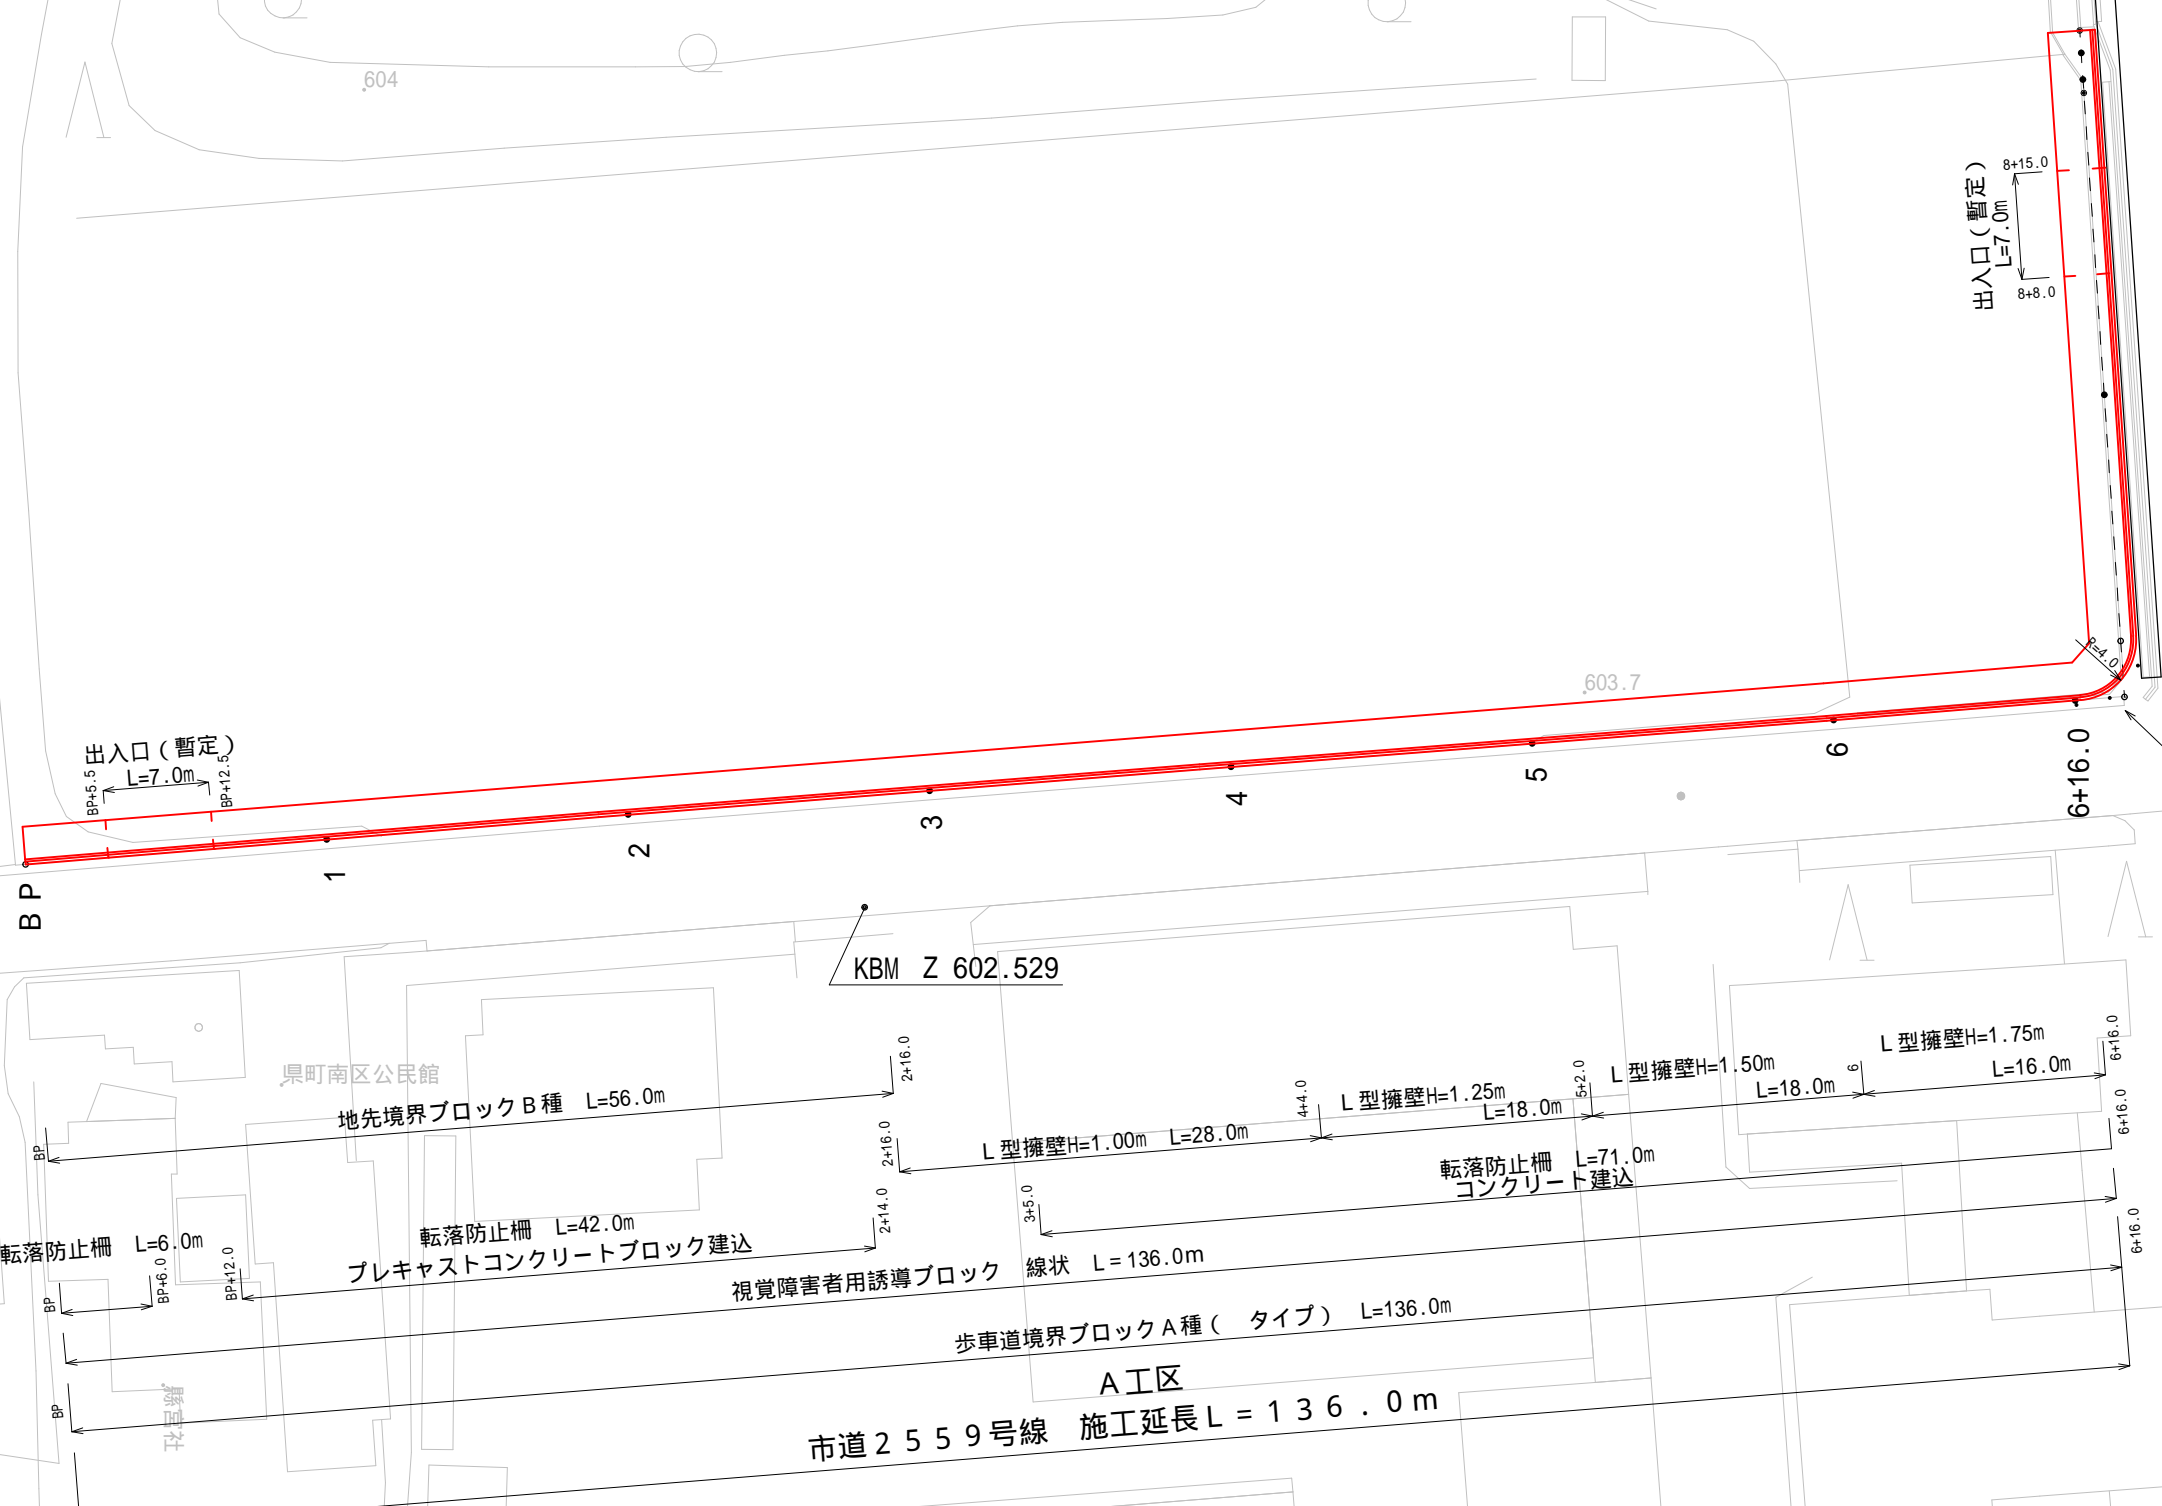 604
8+15.0
出入口（暫定）
L=7.0m
8+8.0
603.7
R=4.0
出入口（暫定）
L=7.0m
BP+5.5
BP+12.5
BP
1
2
3
4
5
6
6+16.0
KBM Z 602.529
県町南区公民館
地先境界ブロックＢ種 L=56.0m
BP
2+16.0
2+16.0
Ｌ型擁壁H=1.00m L=28.0m
4+4.0
Ｌ型擁壁H=1.25m
L=18.0m
5+2.0
Ｌ型擁壁H=1.50m
L=18.0m
6
Ｌ型擁壁H=1.75m
L=16.0m
6+16.0
6+16.0
転落防止柵 L=6.0m
BP
BP+6.0
BP+12.0
転落防止柵 L=42.0m
プレキャストコンクリートブロック建込
2+14.0
3+5.0
転落防止柵 L=71.0m
コンクリート建込
視覚障害者用誘導ブロック 線状 Ｌ＝136.0ｍ
6+16.0
BP
歩車道境界ブロックＡ種（ タイプ） L=136.0m
縣宮社
Ａ工区
市道２５５９号線 施工延長Ｌ＝１３６．０ｍ